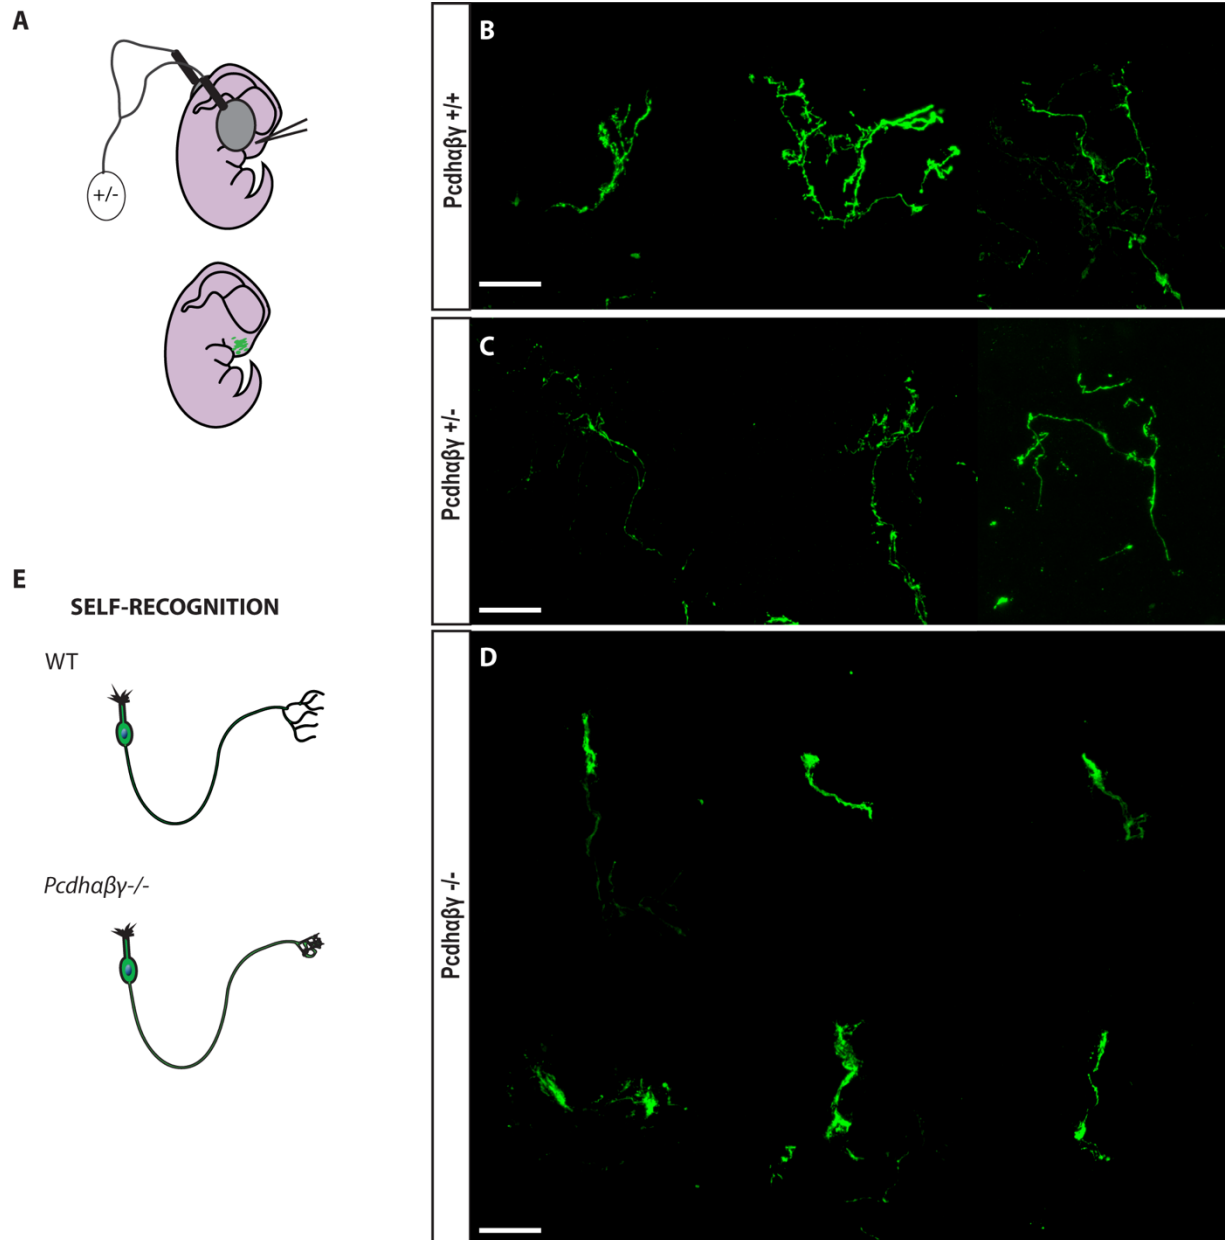 A
+/-
B
Pcdhαβγ +/+
C
Pcdhαβγ +/-
E
SELF-RECOGNITION
WT
Pcdhαβγ-/-
D
Pcdhαβγ -/-